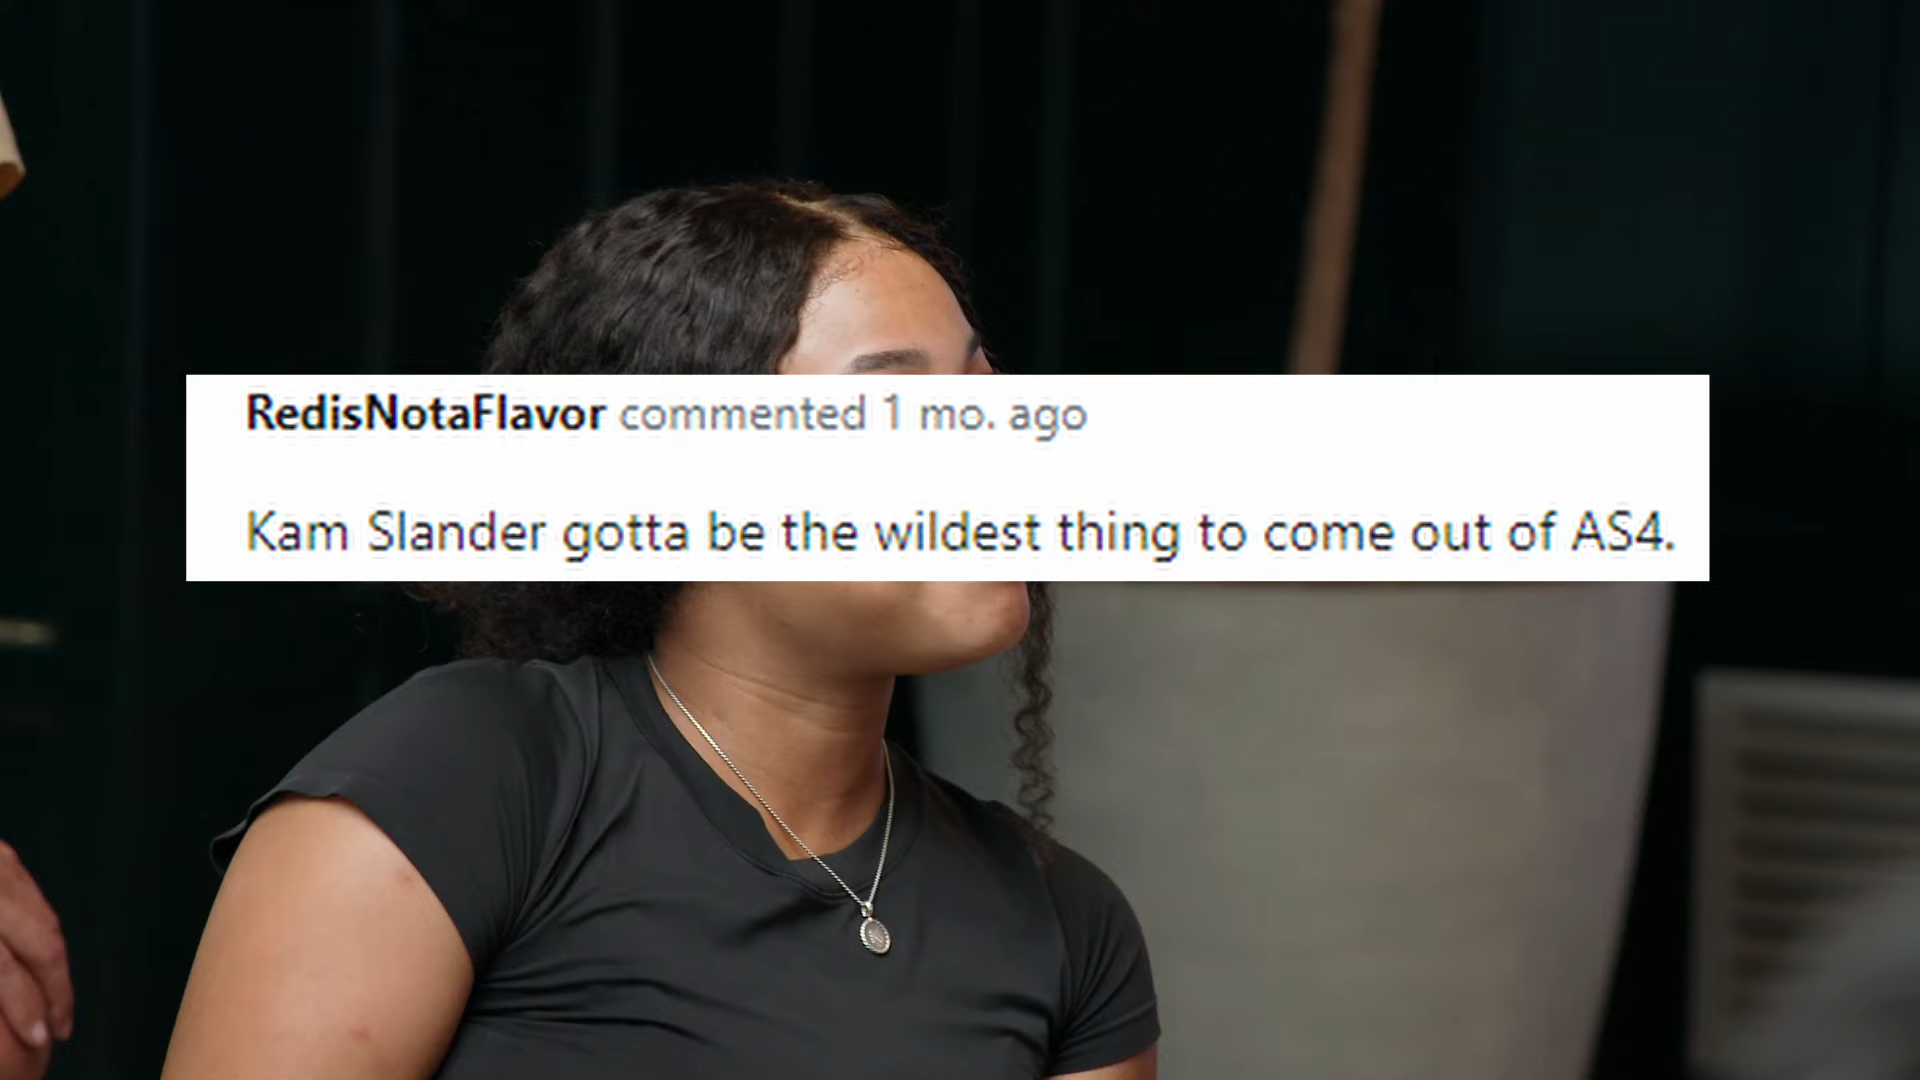 RedisNotaFlavor commented 1 mo. ago
Kam Slander gotta be the wildest thing to come out of AS4.